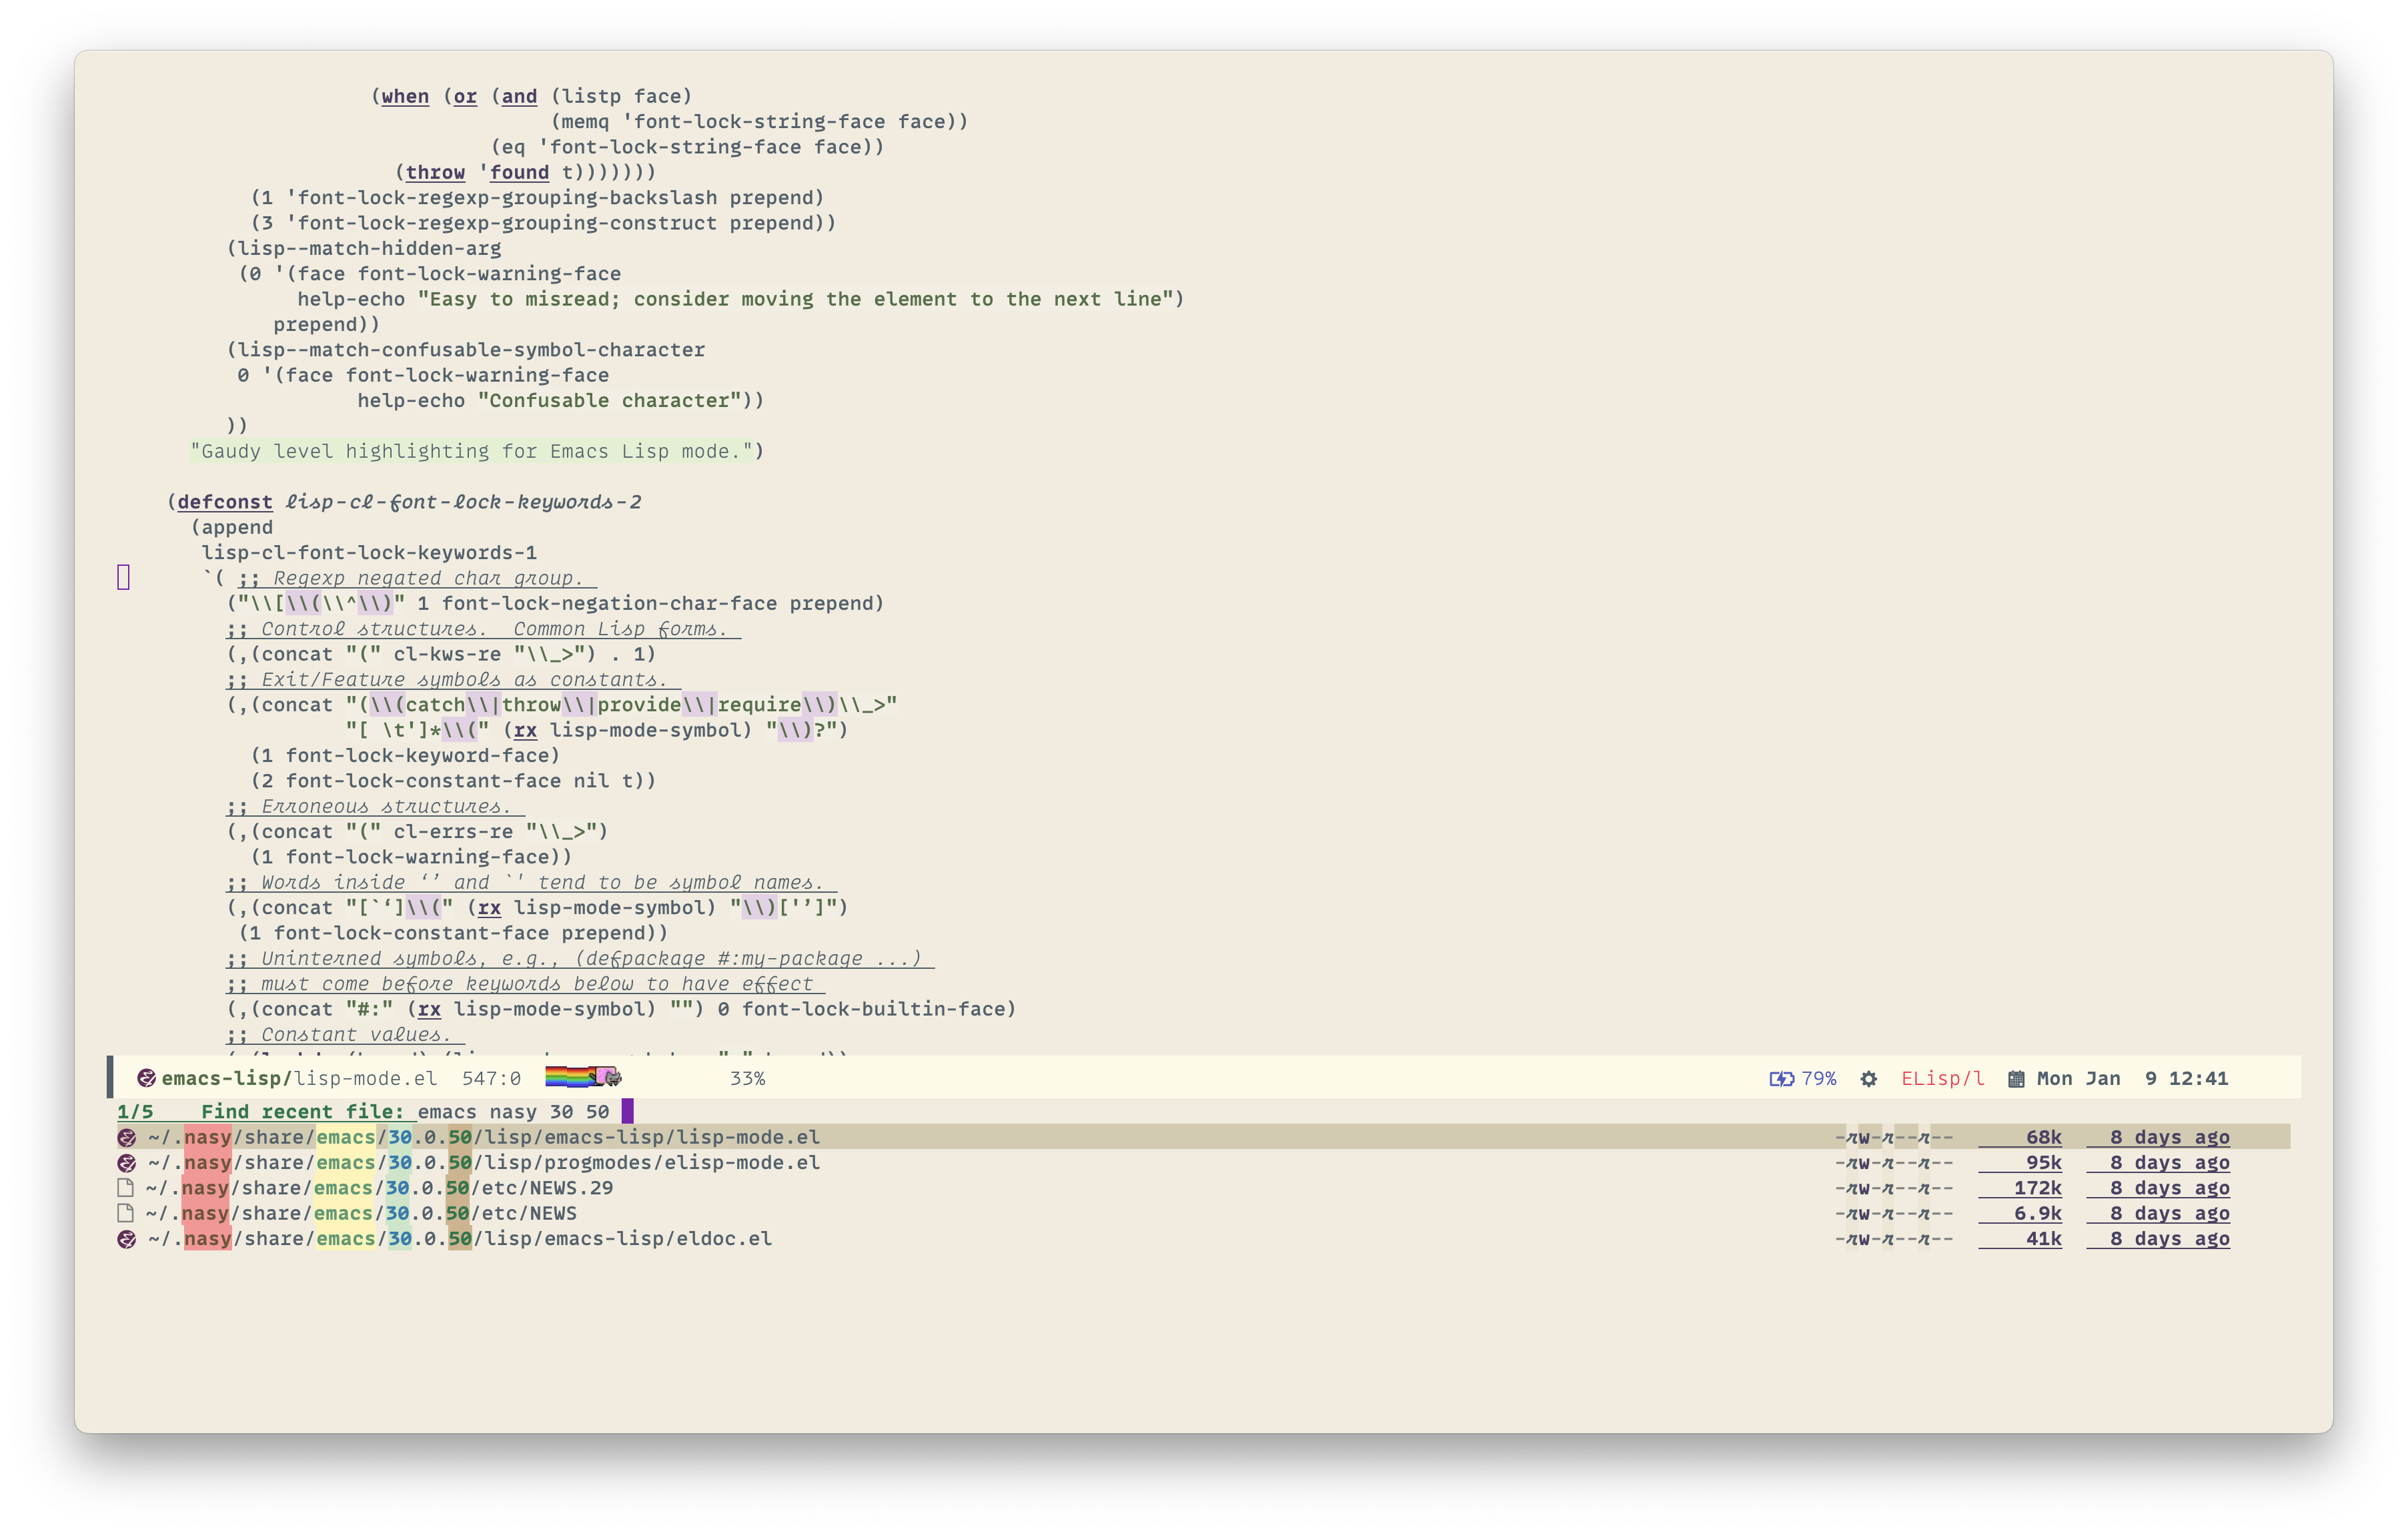 (when (or (and (listp face)
(memq 'font-lock-string-face face))
(eq 'font-lock-string-face face))
(throw 'found t)))))))
(1 'font-lock-regexp-grouping-backslash prepend)
(3 'font-lock-regexp-grouping-construct prepend))
(lisp--match-hidden-arg
(0 '(face font-lock-warning-face
help-echo "Easy to misread; consider moving the element to the next line")
prepend))
(lisp--match-confusable-symbol-character
0 '(face font-lock-warning-face
help-echo "Confusable character"))
))
"Gaudy level highlighting for Emacs Lisp mode.")
(defconst lisp-cl-font-lock-keywords-2
(append
lisp-cl-font-lock-keywords-1
`( ;; Regexp negated char group.
("\\[\\(\\^\\)" 1 font-lock-negation-char-face prepend)
;; Control structures.  Common Lisp forms.
(,(concat "(" cl-kws-re "\\_>") . 1)
;; Exit/Feature symbols as constants.
(,(concat "(\\(catch\\|throw\\|provide\\|require\\)\\_>"
"[ \t']*\\(" (rx lisp-mode-symbol) "\\)?")
(1 font-lock-keyword-face)
(2 font-lock-constant-face nil t))
;; Erroneous structures.
(,(concat "(" cl-errs-re "\\_>")
(1 font-lock-warning-face))
;; Words inside ‘’ and `' tend to be symbol names.
(,(concat "[`‘]\\(" (rx lisp-mode-symbol) "\\)['’]")
(1 font-lock-constant-face prepend))
;; Uninterned symbols, e.g., (defpackage #:my-package ...)
;; must come before keywords below to have effect
(,(concat "#:" (rx lisp-mode-symbol) "") 0 font-lock-builtin-face)
;; Constant values.
emacs-lisp/lisp-mode.el 547:0 33% 79% ELisp/l Mon Jan  9 12:41
1/5 Find recent file: emacs nasy 30 50
~/.nasy/share/emacs/30.0.50/lisp/emacs-lisp/lisp-mode.el -rw-r--r-- 68k 8 days ago
~/.nasy/share/emacs/30.0.50/lisp/progmodes/elisp-mode.el -rw-r--r-- 95k 8 days ago
~/.nasy/share/emacs/30.0.50/etc/NEWS.29 -rw-r--r-- 172k 8 days ago
~/.nasy/share/emacs/30.0.50/etc/NEWS -rw-r--r-- 6.9k 8 days ago
~/.nasy/share/emacs/30.0.50/lisp/emacs-lisp/eldoc.el -rw-r--r-- 41k 8 days ago